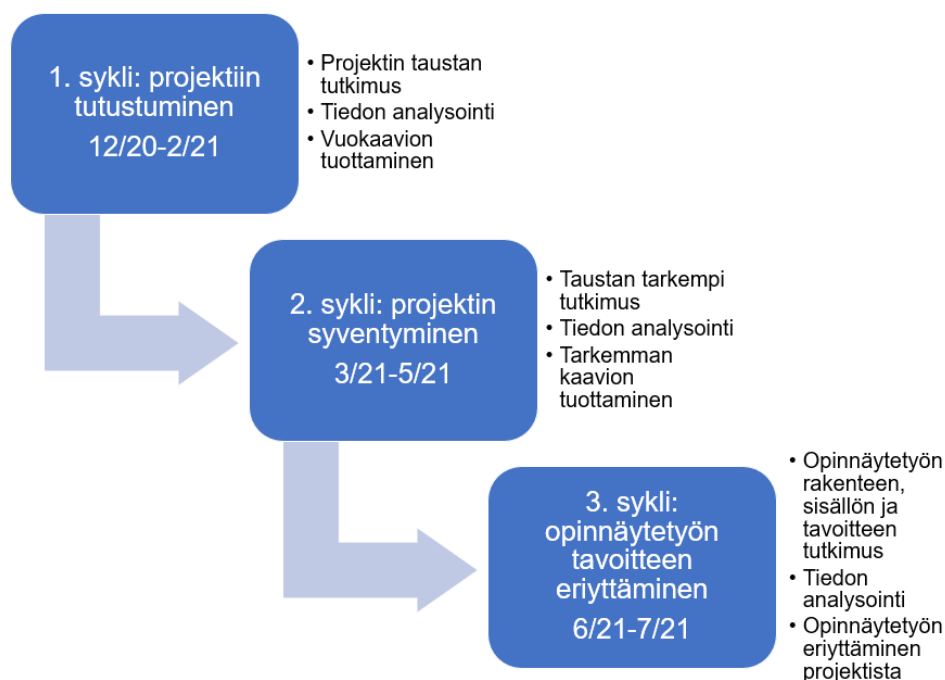 1. sykli: projektiin
tutustuminen
12/20-2/21
• Projektin taustan
tutkimus
• Tiedon analysointi
• Vuokaavion
tuottaminen
2. sykli: projektin
syventyminen
3/21-5/21
• Taustan tarkempi
tutkimus
• Tiedon analysointi
• Tarkemman
kaavion
tuottaminen
3. sykli:
opinnäytetyön
tavoitteen
eriyttäminen
6/21-7/21
• Opinnäytetyön
rakenteen,
sisällön ja
tavoitteen
tutkimus
• Tiedon
analysointi
• Opinnäytetyön
eriyttäminen
projektista